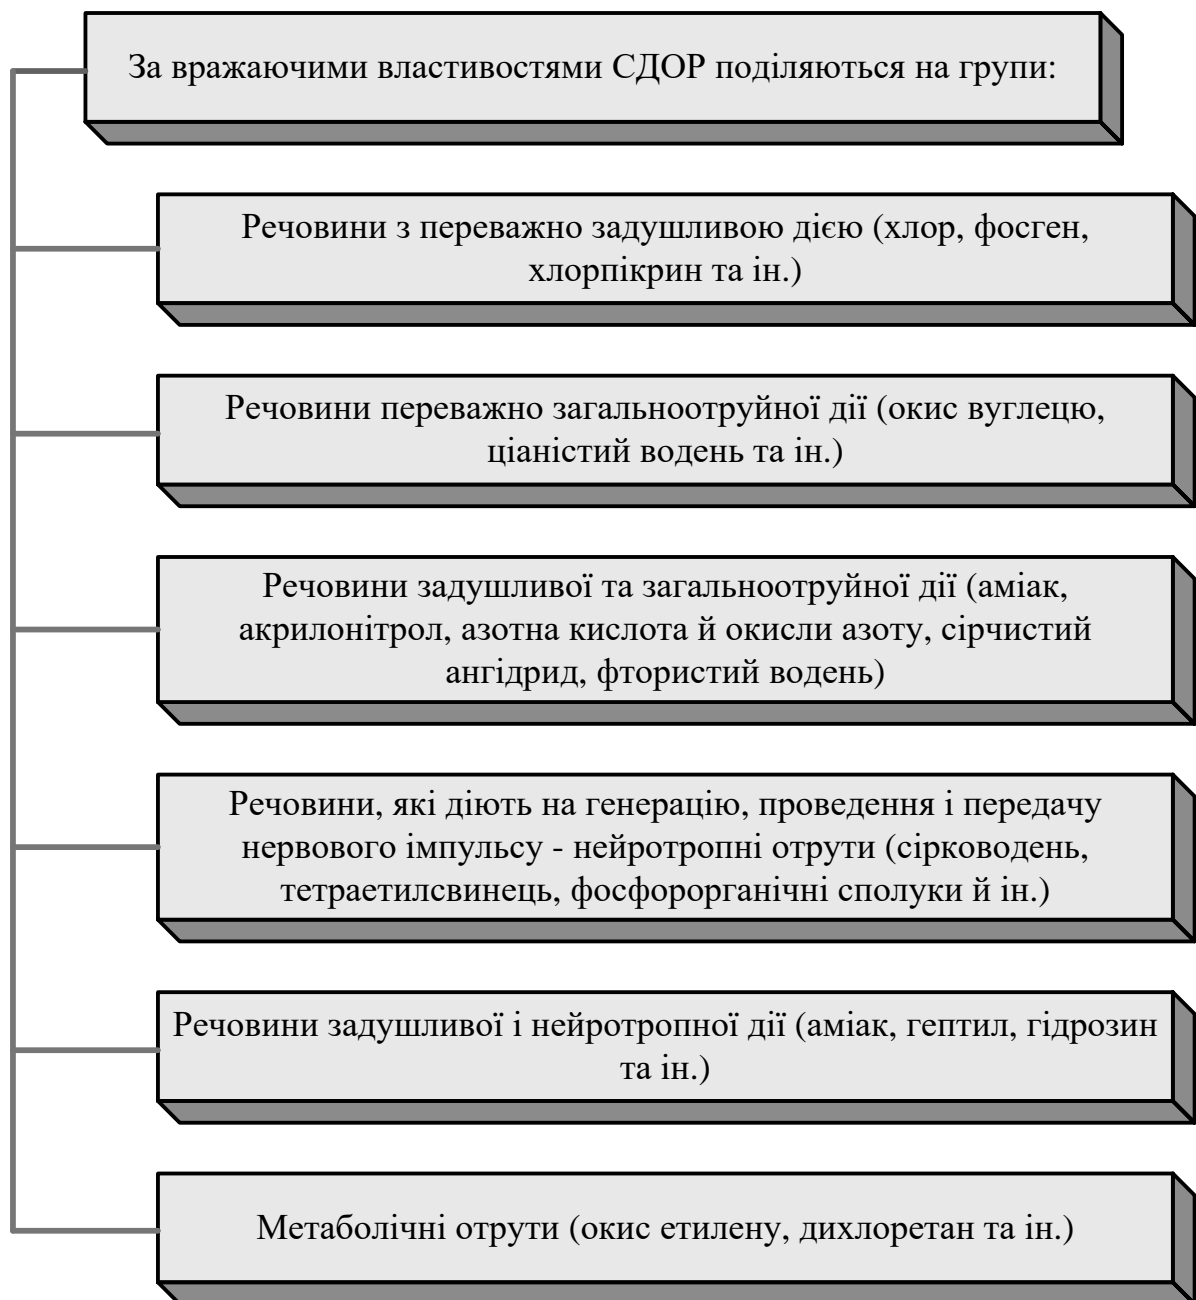 За вражаючими властивостями СДОР поділяються на групи:
Речовини з переважно задушливою дією (хлор, фосген,
хлорпікрин та ін.)
Речовини переважно загальноотруйної дії (окис вуглецю,
ціаністий водень та ін.)
Речовини задушливої та загальноотруйної дії (аміак,
акрилонітрол, азотна кислота й окисли азоту, сірчистий
ангідрид, фтористий водень)
Речовини, які діють на генерацію, проведення і передачу
нервового імпульсу - нейротропні отрути (сірководень,
тетраетилсвинець, фосфорорганічні сполуки й ін.)
Речовини задушливої і нейротропної дії (аміак, гептил, гідрозин
та ін.)
Метаболічні отрути (окис етилену, дихлоретан та ін.)